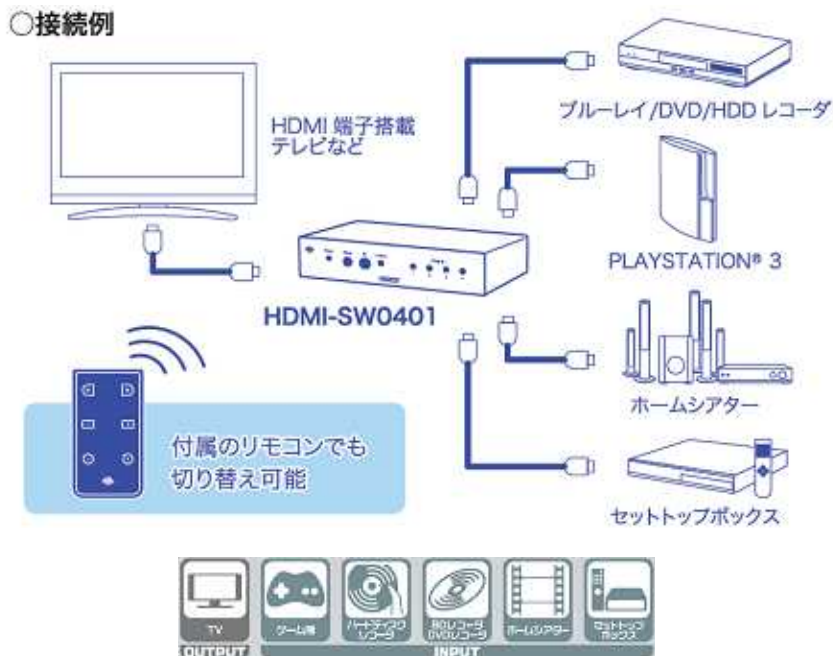 ○接続例
HDMI 端子搭載
テレビなど
ブルーレイ/DVD/HDD レコーダ
PLAYSTATION® 3
HDMI-SW0401
ホームシアター
付属のリモコンでも
切り替え可能
セットトップボックス
TV
ゲーム機
ハードディスク
レコーダ
BDレコーダ
DVDレコーダ
ホームシアター
セットトップ
ボックス
OUTPUT
INPUT